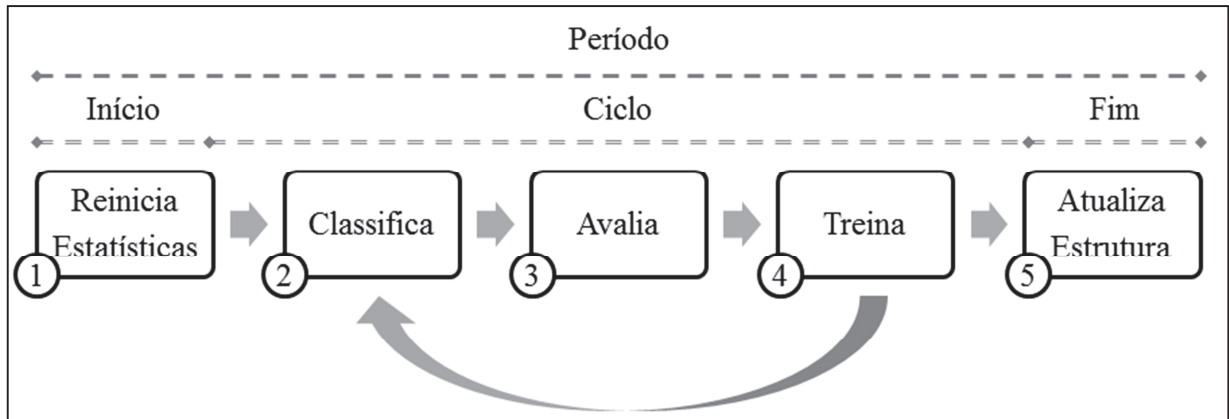 Período
Início
Ciclo
Fim
Reinicia
Estatísticas
1
Classifica
2
Avalia
3
Treina
4
Atualiza
Estrutura
5